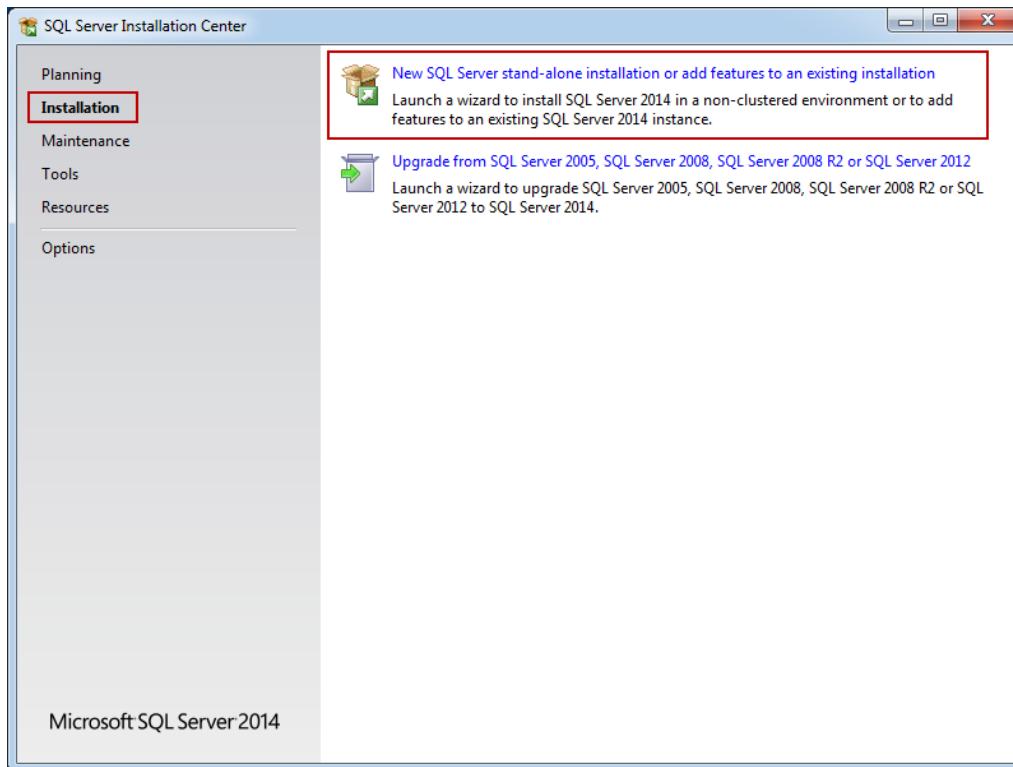 SQL Server Installation Center
Planning
Installation
Maintenance
Tools
Resources
Options
New SQL Server stand-alone installation or add features to an existing installation
Launch a wizard to install SQL Server 2014 in a non-clustered environment or to add
features to an existing SQL Server 2014 instance.
Upgrade from SQL Server 2005, SQL Server 2008, SQL Server 2008 R2 or SQL Server 2012
Launch a wizard to upgrade SQL Server 2005, SQL Server 2008, SQL Server 2008 R2 or SQL
Server 2012 to SQL Server 2014.
Microsoft SQL Server 2014